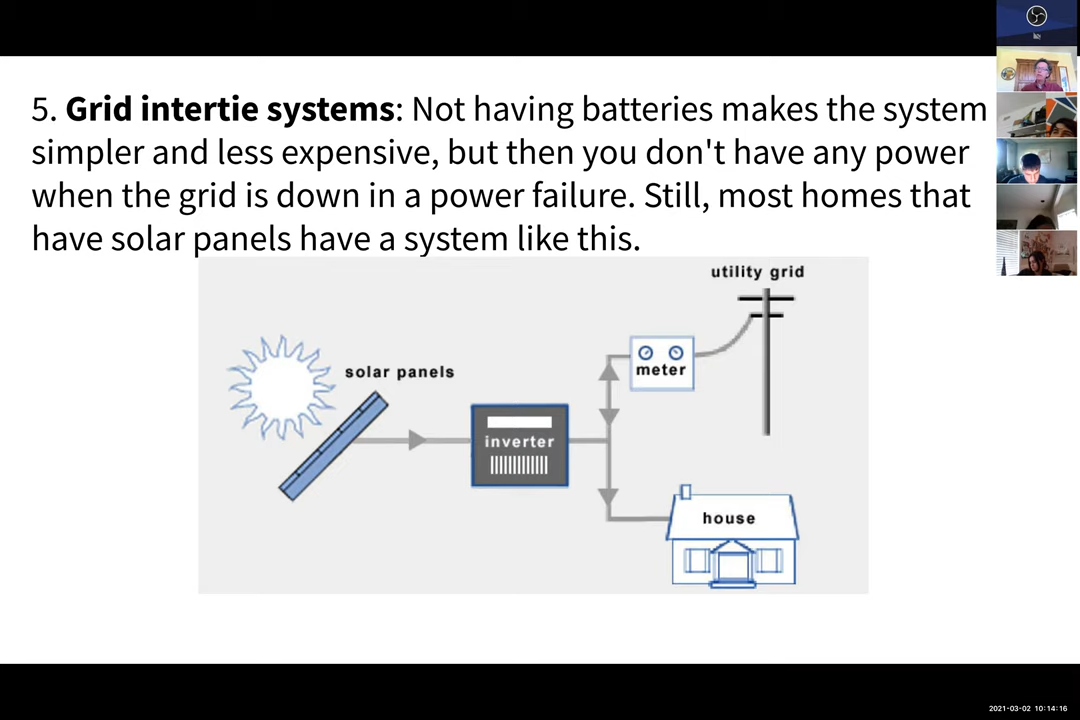 5. Grid intertie systems: Not having batteries makes the system
simpler and less expensive, but then you don't have any power
when the grid is down in a power failure. Still, most homes that
have solar panels have a system like this.
utility grid
solar panels
meter
inverter
house
2021-03-02 10:14:16